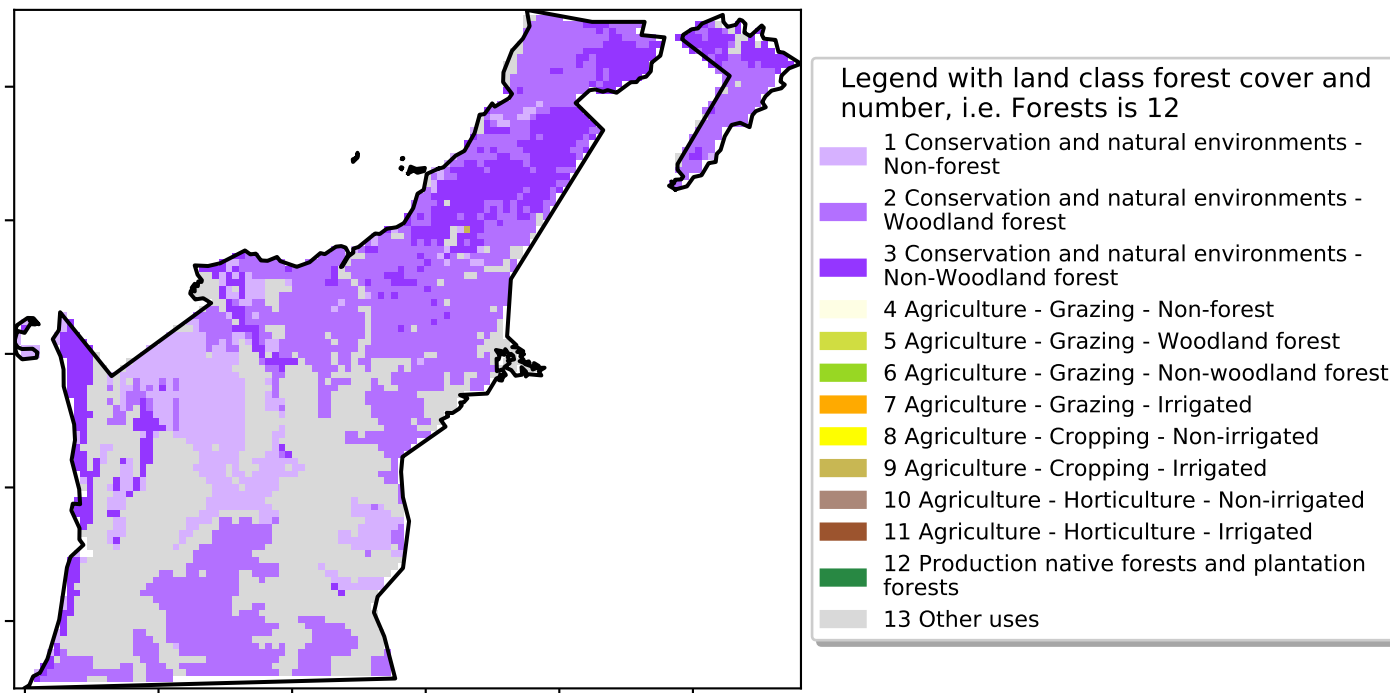 Legend with land class forest cover and
number, i.e. Forests is 12
1 Conservation and natural environments -
Non-forest
2 Conservation and natural environments -
Woodland forest
3 Conservation and natural environments -
Non-Woodland forest
4 Agriculture - Grazing - Non-forest
5 Agriculture - Grazing - Woodland forest
6 Agriculture - Grazing - Non-woodland forest
7 Agriculture - Grazing - Irrigated
8 Agriculture - Cropping - Non-irrigated
9 Agriculture - Cropping - Irrigated
10 Agriculture - Horticulture - Non-irrigated
11 Agriculture - Horticulture - Irrigated
12 Production native forests and plantation
forests
13 Other uses